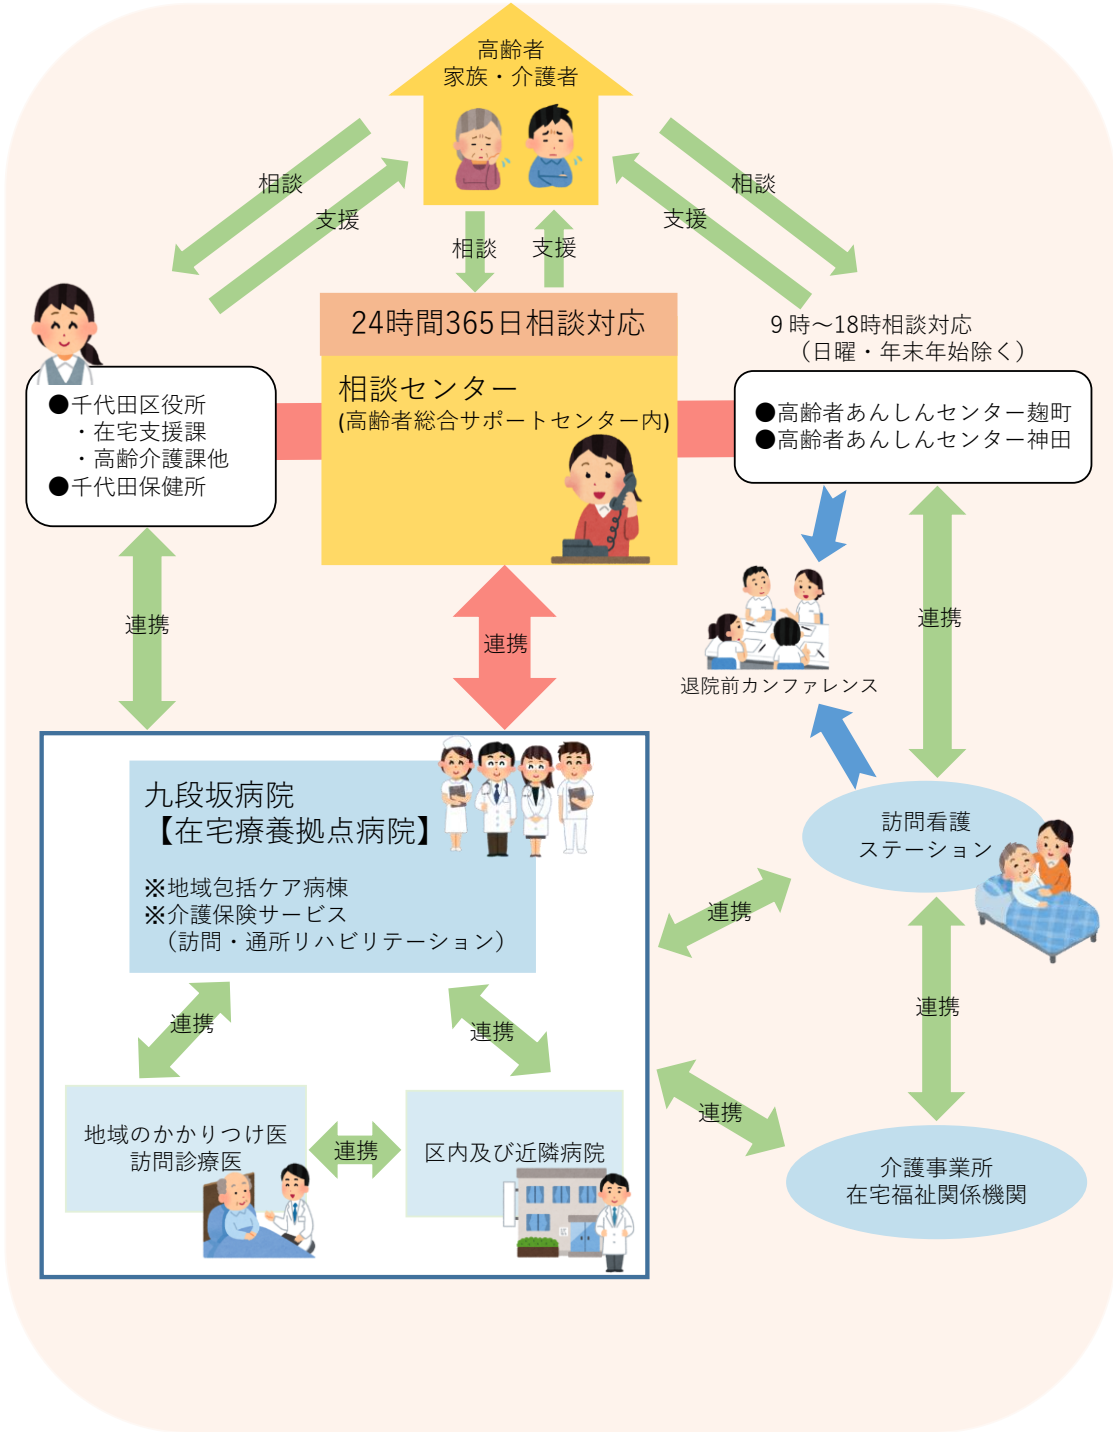 高齢者
家族・介護者
相談
支援
相談
支援
相談
支援
24時間365日相談対応
相談センター
(高齢者総合サポートセンター内)
９時～18時相談対応
（日曜・年末年始除く）
●千代田区役所
・在宅支援課
・高齢介護課他
●千代田保健所
●高齢者あんしんセンター麹町
●高齢者あんしんセンター神田
連携
連携
連携
退院前カンファレンス
九段坂病院
【在宅療養拠点病院】
※地域包括ケア病棟
※介護保険サービス
（訪問・通所リハビリテーション）
訪問看護
ステーション
連携
連携
連携
連携
連携
地域のかかりつけ医
訪問診療医
連携
区内及び近隣病院
介護事業所
在宅福祉関係機関